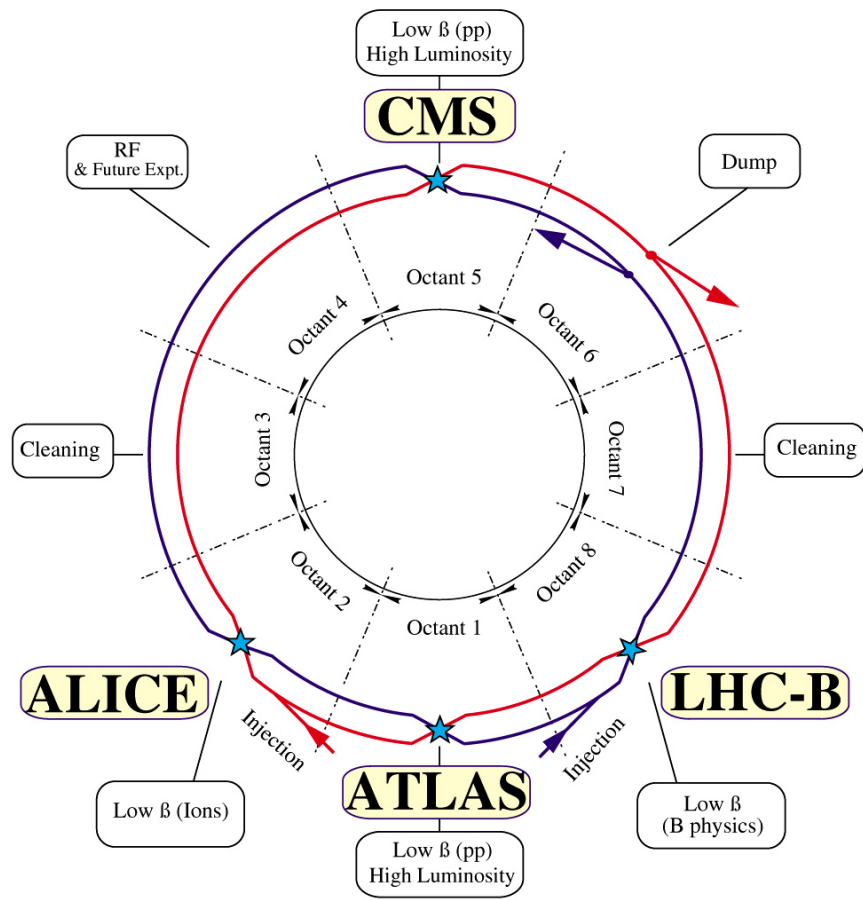 Low ß (pp)
High Luminosity
CMS
RF
& Future Expt.
Dump
Octant 5
Octant 4
Octant 6
Cleaning
Octant 3
Octant 7
Cleaning
Octant 2
Octant 8
Octant 1
ALICE
LHC-B
Injection
Injection
ATLAS
Low ß (Ions)
Low ß
(B physics)
Low ß (pp)
High Luminosity